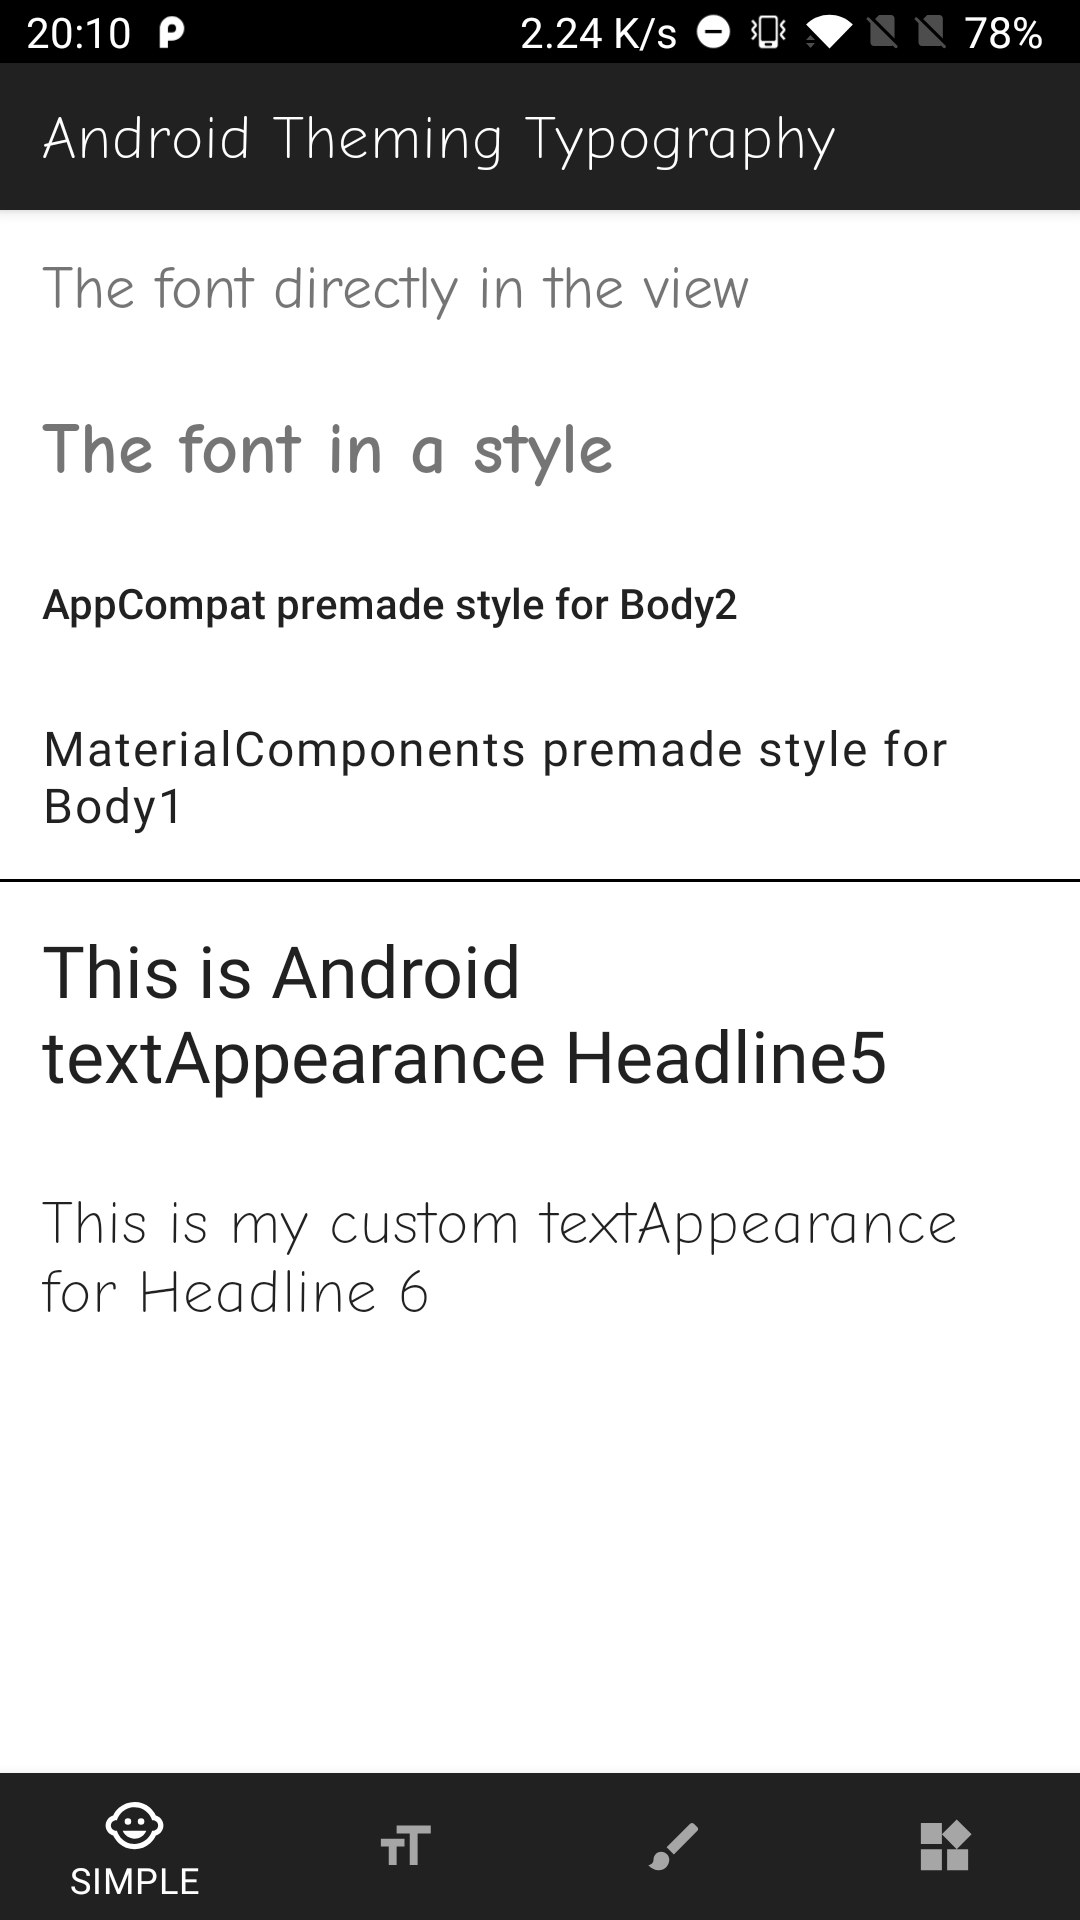 20:10 2.24 K/s 78%
Android Theming Typography
The font directly in the view
The font in a style
AppCompat premade style for Body2
MaterialComponents premade style for
Body1
This is Android
textAppearance Headline5
This is my custom textAppearance
for Headline 6
SIMPLE